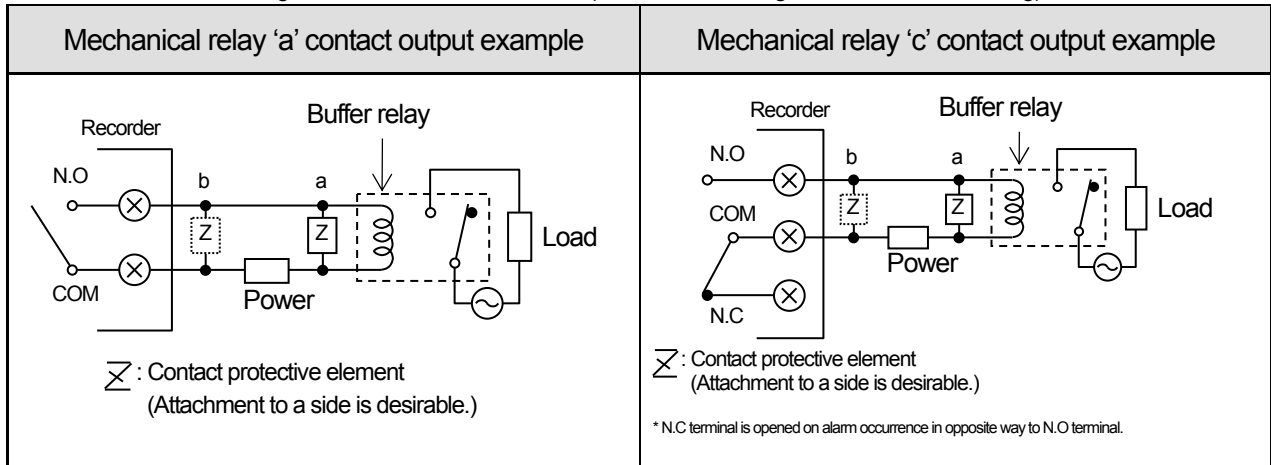 Mechanical relay ‘a’ contact output example
Buffer relay
Recorder
N.O
b
a
Z
Z
Load
COM
Power
Z : Contact protective element
(Attachment to a side is desirable.)
Mechanical relay ‘c’ contact output example
Buffer relay
Recorder
N.O
b
a
Z
Z
COM
Load
Power
N.C
Z : Contact protective element
(Attachment to a side is desirable.)
* N.C terminal is opened on alarm occurrence in opposite way to N.O terminal.